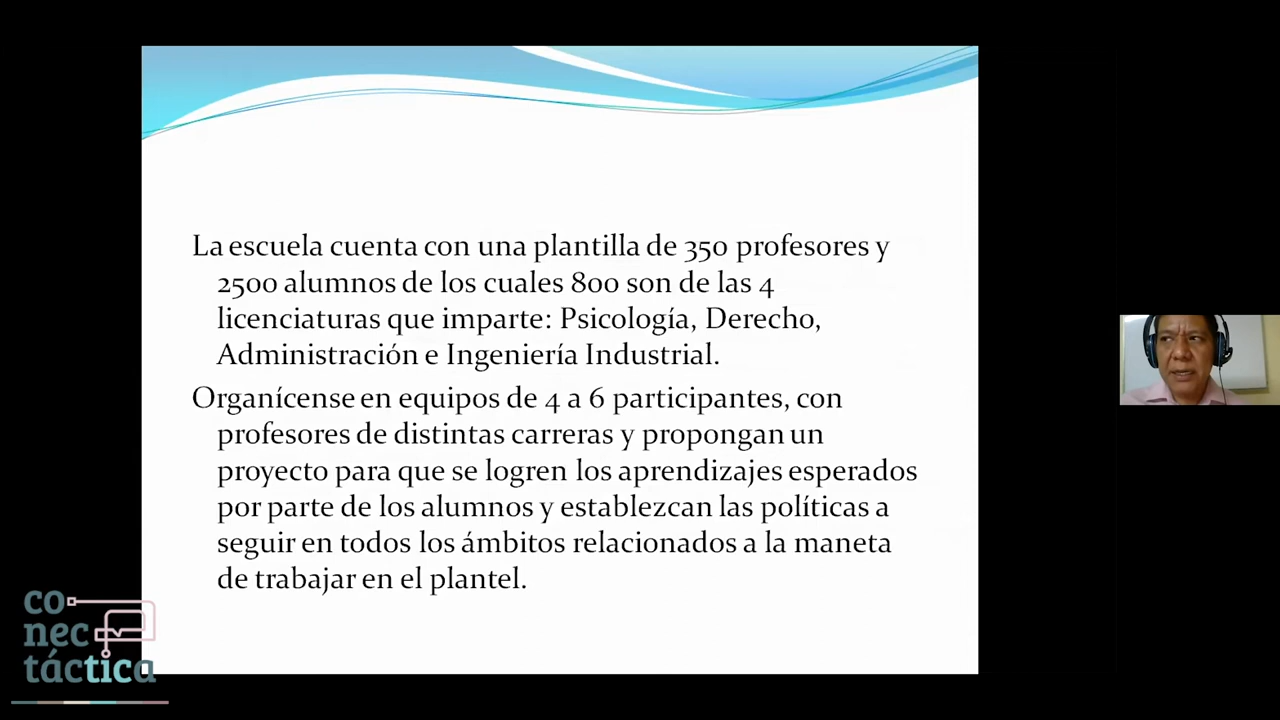 La escuela cuenta con una plantilla de 350 profesores y
2500 alumnos de los cuales 800 son de las 4
licenciaturas que imparte: Psicología, Derecho,
Administración e Ingeniería Industrial.
Organícense en equipos de 4 a 6 participantes, con
profesores de distintas carreras y propongan un
proyecto para que se logren los aprendizajes esperados
por parte de los alumnos y establezcan las políticas a
seguir en todos los ámbitos relacionados a la maneta
de trabajar en el plantel.
co
nec
táctica